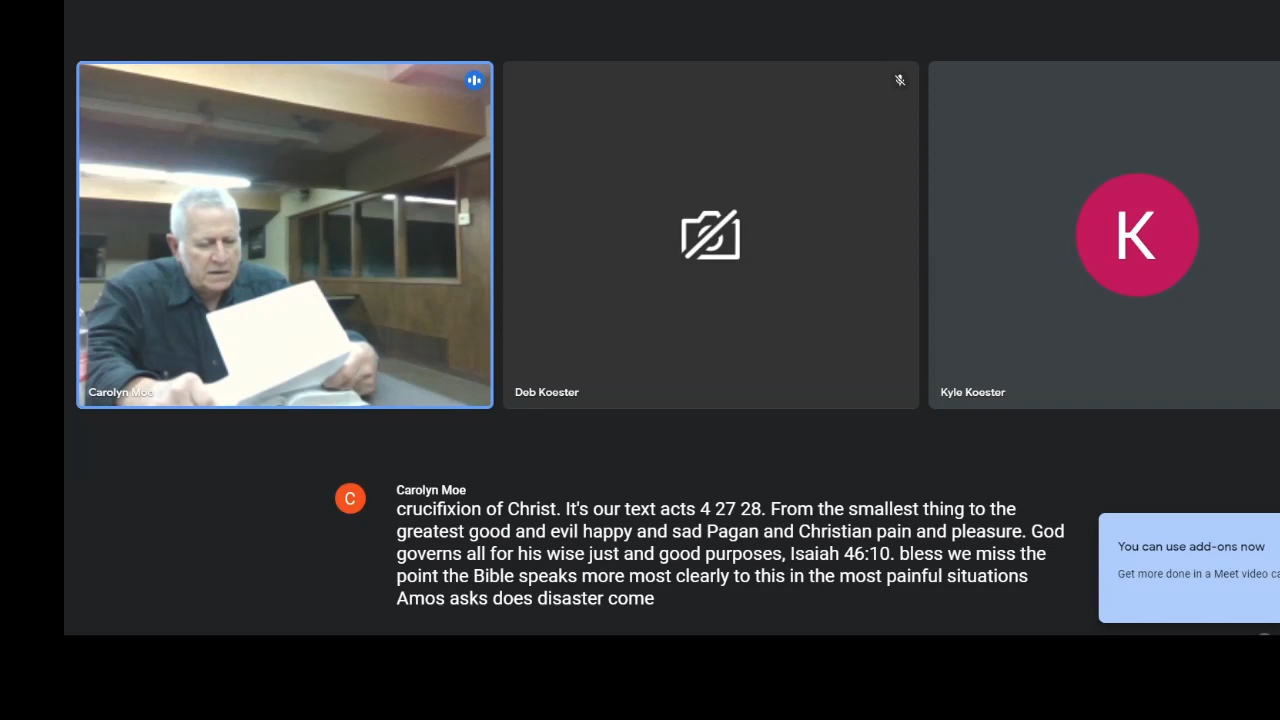 Carolyn Moe
Deb Koester
K
Kyle Koester
C
Carolyn Moe
crucifixion of Christ. It's our text acts 4 27 28. From the smallest thing to the
greatest good and evil happy and sad Pagan and Christian pain and pleasure. God
governs all for his wise just and good purposes, Isaiah 46:10. bless we miss the
point the Bible speaks more most clearly to this in the most painful situations
Amos asks does disaster come
You can use add-ons now
Get more done in a Meet video ca